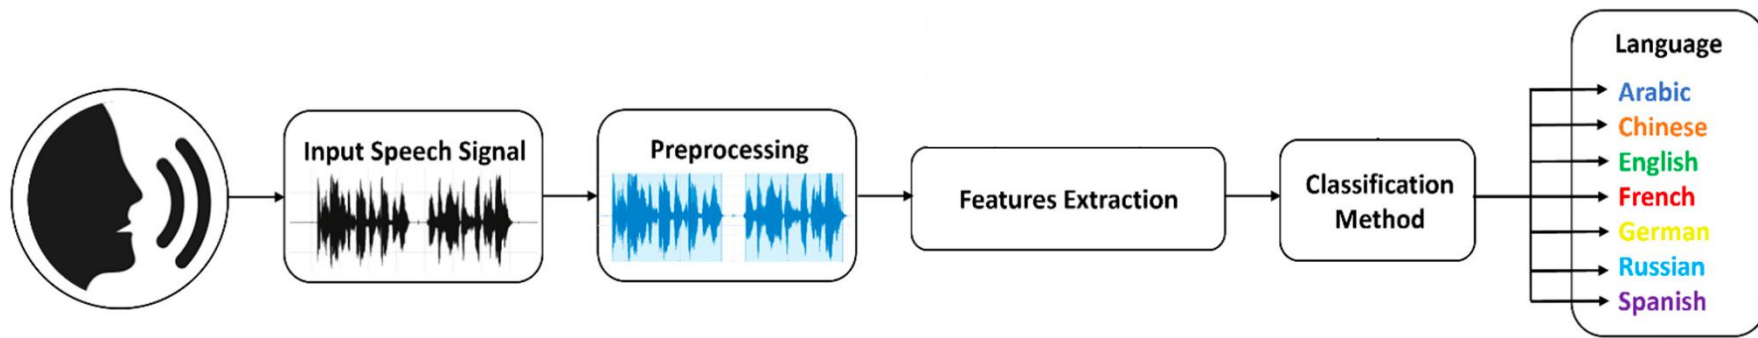 Input Speech Signal
Preprocessing
Features Extraction
Classification
Method
Language
Arabic
Chinese
English
French
German
Russian
Spanish